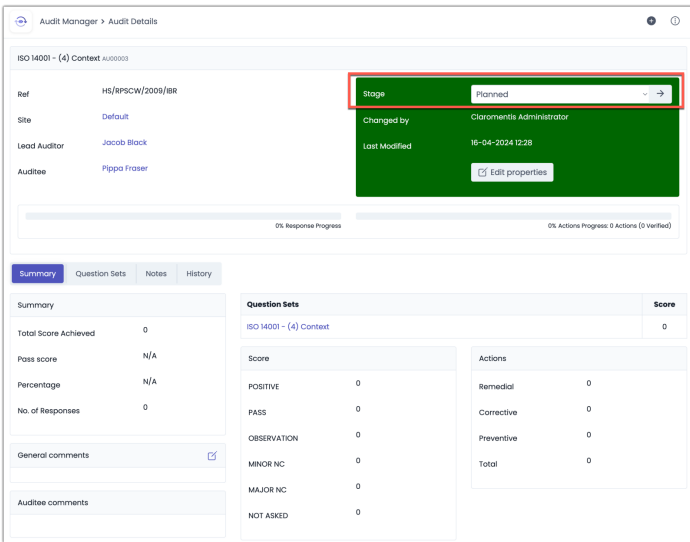 Audit Manager > Audit Details
ISO 14001 - (4) Context AU00003
Ref HS/RPSCW/2009/IBR
Site Default
Lead Auditor Jacob Black
Auditee Pippa Fraser
Stage Planned
Changed by Claromentis Administrator
Last Modified 16-04-2024 12:28
Edit properties
0% Response Progress
0% Actions Progress: 0 Actions (0 Verified)
Summary Question Sets Notes History
Summary
Total Score Achieved 0
Pass score N/A
Percentage N/A
No. of Responses 0
General comments
Auditee comments
Question Sets Score
ISO 14001 - (4) Context 0
Score
POSITIVE 0
PASS 0
OBSERVATION 0
MINOR NC 0
MAJOR NC 0
NOT ASKED 0
Actions
Remedial 0
Corrective 0
Preventive 0
Total 0